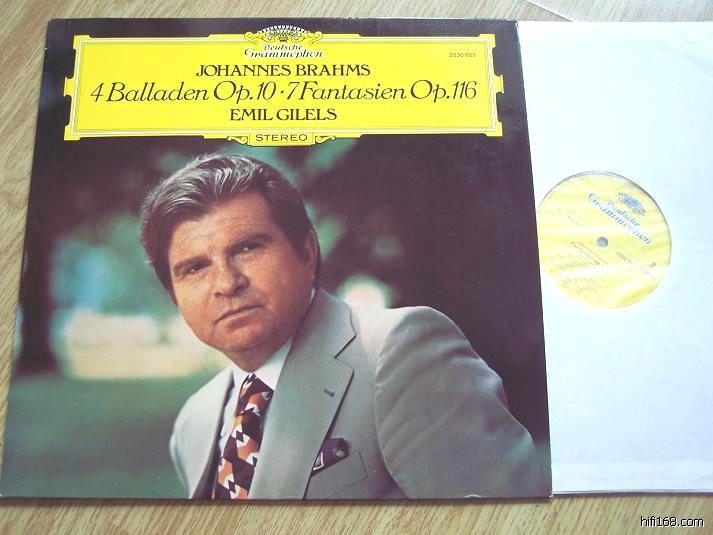 Deutsche
Grammophon
2530 655
JOHANNES BRAHMS
4 Balladen Op.10 · 7 Fantasien Op.116
EMIL GILELS
STEREO
Deutsche
Grammophon
2
hifi168.com